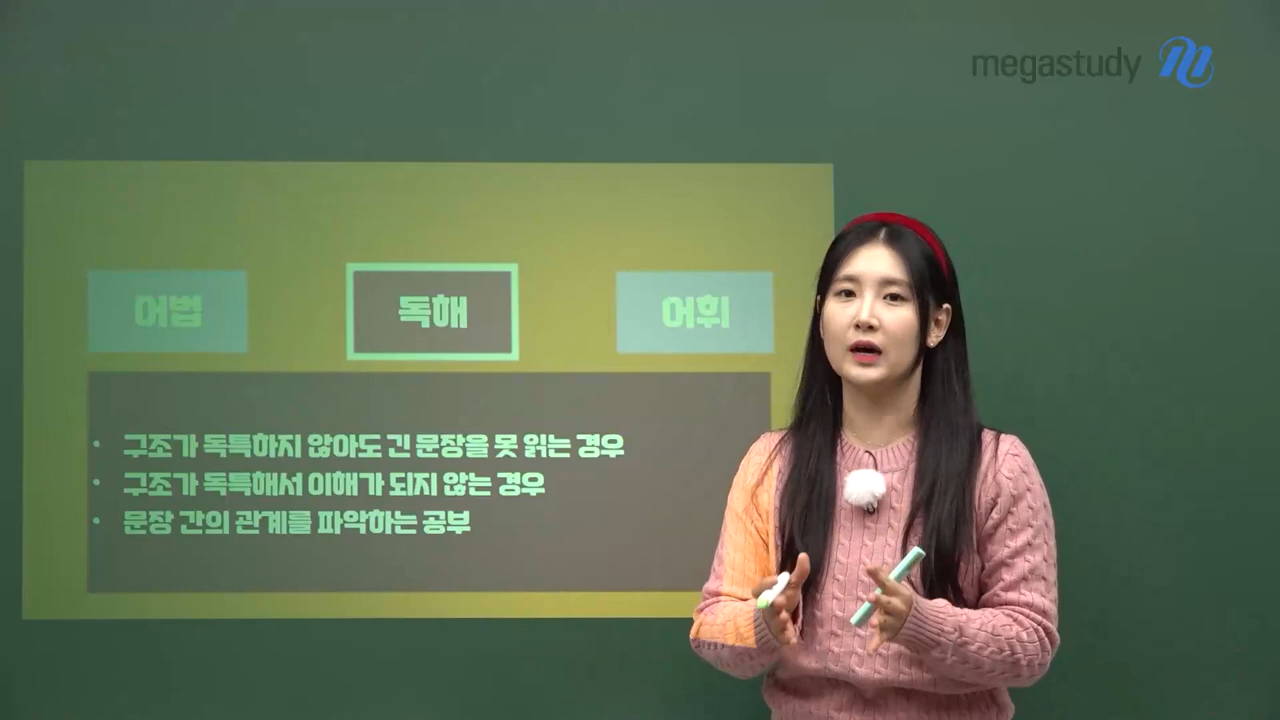 megastudy
어법
독해
어휘
• 구조가 독특하지 않아도 긴 문장을 못 읽는 경우
• 구조가 독특해서 이해가 되지 않는 경우
• 문장 간의 관계를 파악하는 공부